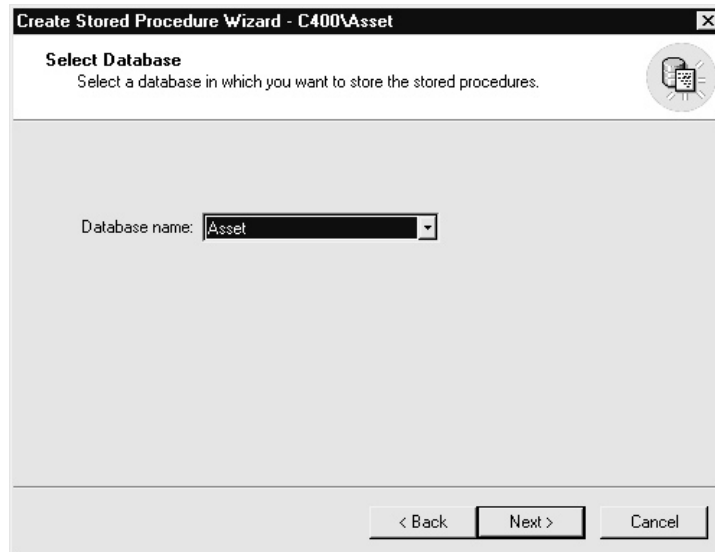 Create Stored Procedure Wizard - C400\Asset
Select Database
Select a database in which you want to store the stored procedures.
Database name: Asset
< Back Next > Cancel